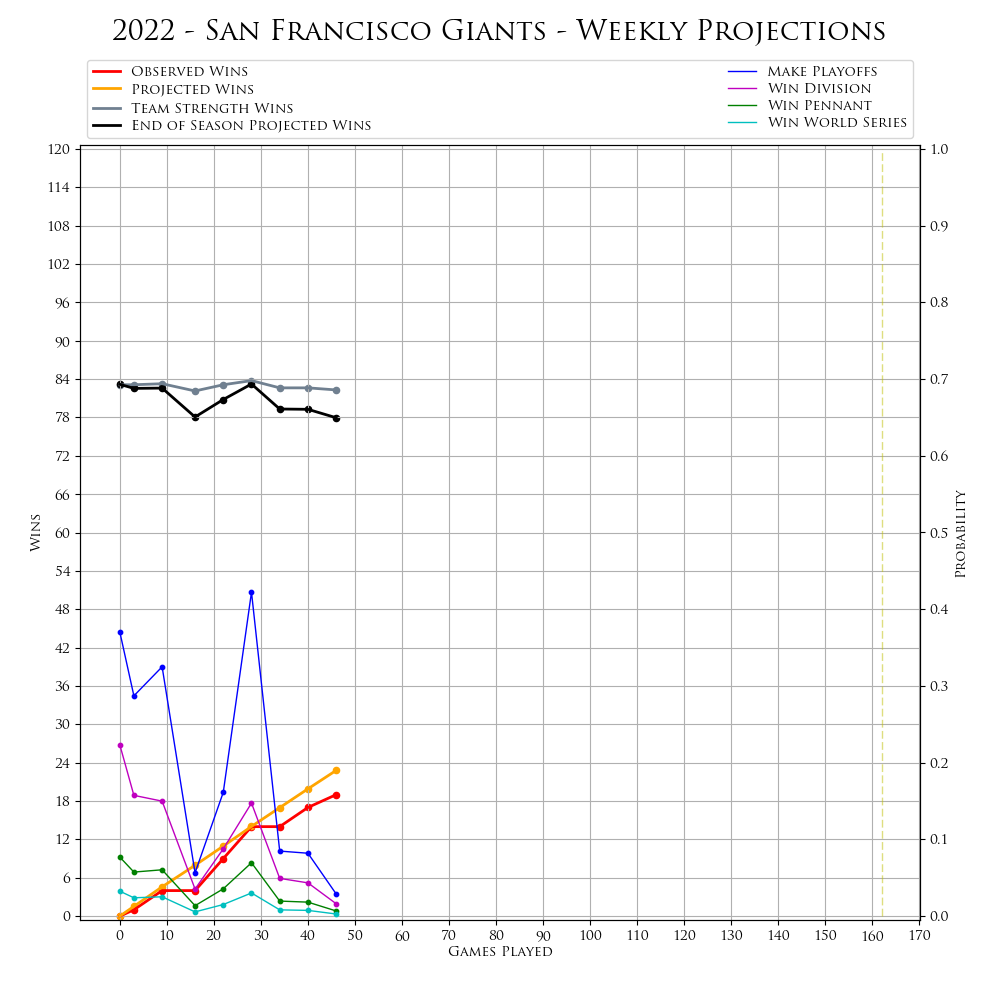 2022 - San Francisco Giants - Weekly Projections
Observed Wins
Projected Wins
Team Strength Wins
End of Season Projected Wins
Make Playoffs
Win Division
Win Pennant
Win World Series
120
114
108
102
96
90
84
78
72
66
60
54
48
42
36
30
24
18
12
6
0
Wins
1.0
0.9
0.8
0.7
0.6
0.5
0.4
0.3
0.2
0.1
0.0
Probability
0 10 20 30 40 50 60 70 80 90 100 110 120 130 140 150 160 170
Games Played